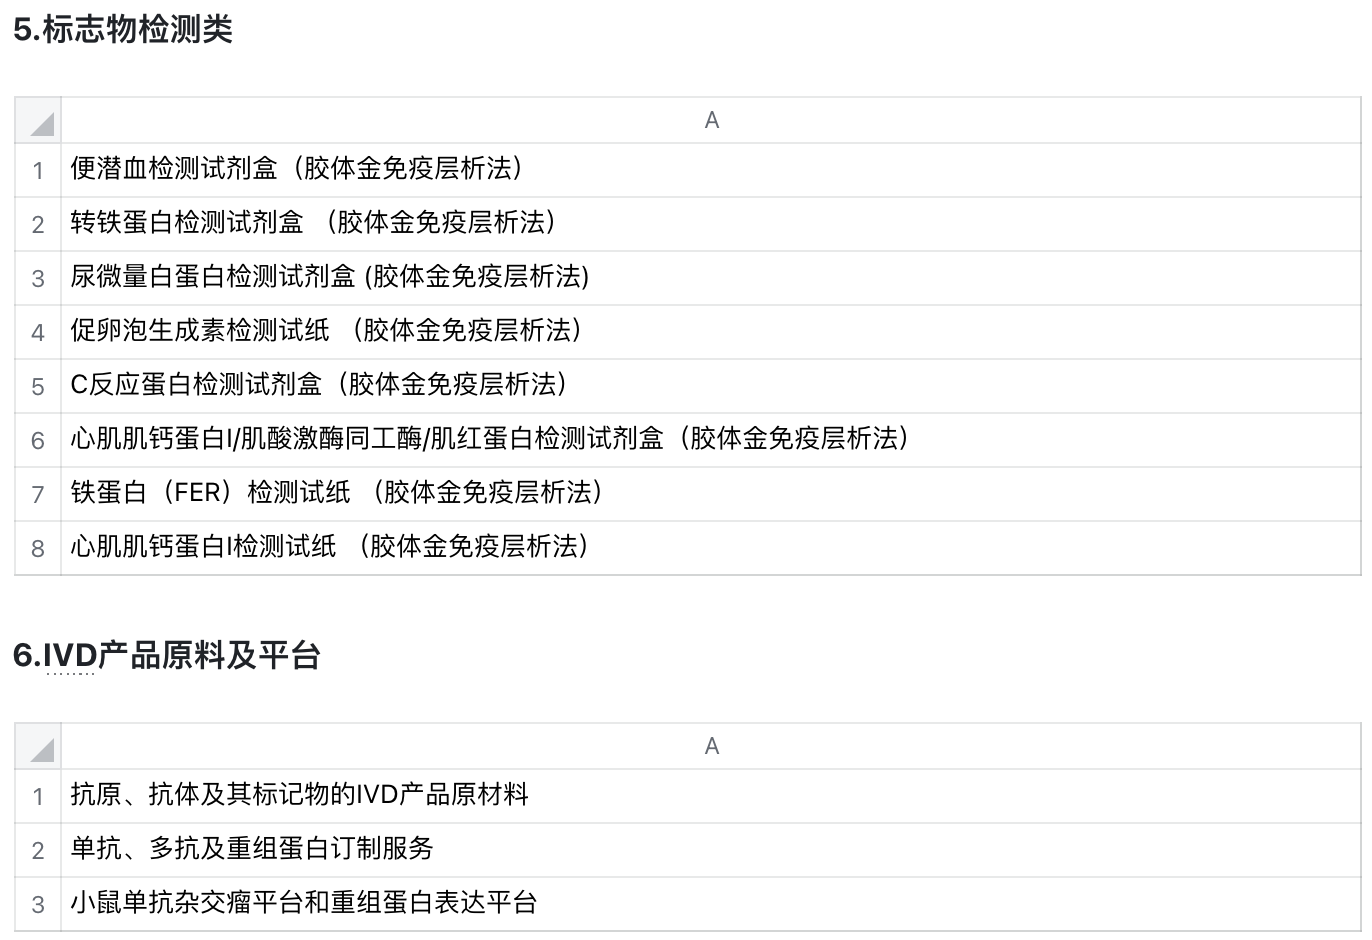 5.标志物检测类
A
1 便潜血检测试剂盒（胶体金免疫层析法）
2 转铁蛋白检测试剂盒 （胶体金免疫层析法）
3 尿微量白蛋白检测试剂盒 (胶体金免疫层析法)
4 促卵泡生成素检测试纸 （胶体金免疫层析法）
5 C反应蛋白检测试剂盒（胶体金免疫层析法）
6 心肌肌钙蛋白I/肌酸激酶同工酶/肌红蛋白检测试剂盒（胶体金免疫层析法）
7 铁蛋白（FER）检测试纸 （胶体金免疫层析法）
8 心肌肌钙蛋白I检测试纸 （胶体金免疫层析法）
6.IVD产品原料及平台
A
1 抗原、抗体及其标记物的IVD产品原材料
2 单抗、多抗及重组蛋白订制服务
3 小鼠单抗杂交瘤平台和重组蛋白表达平台